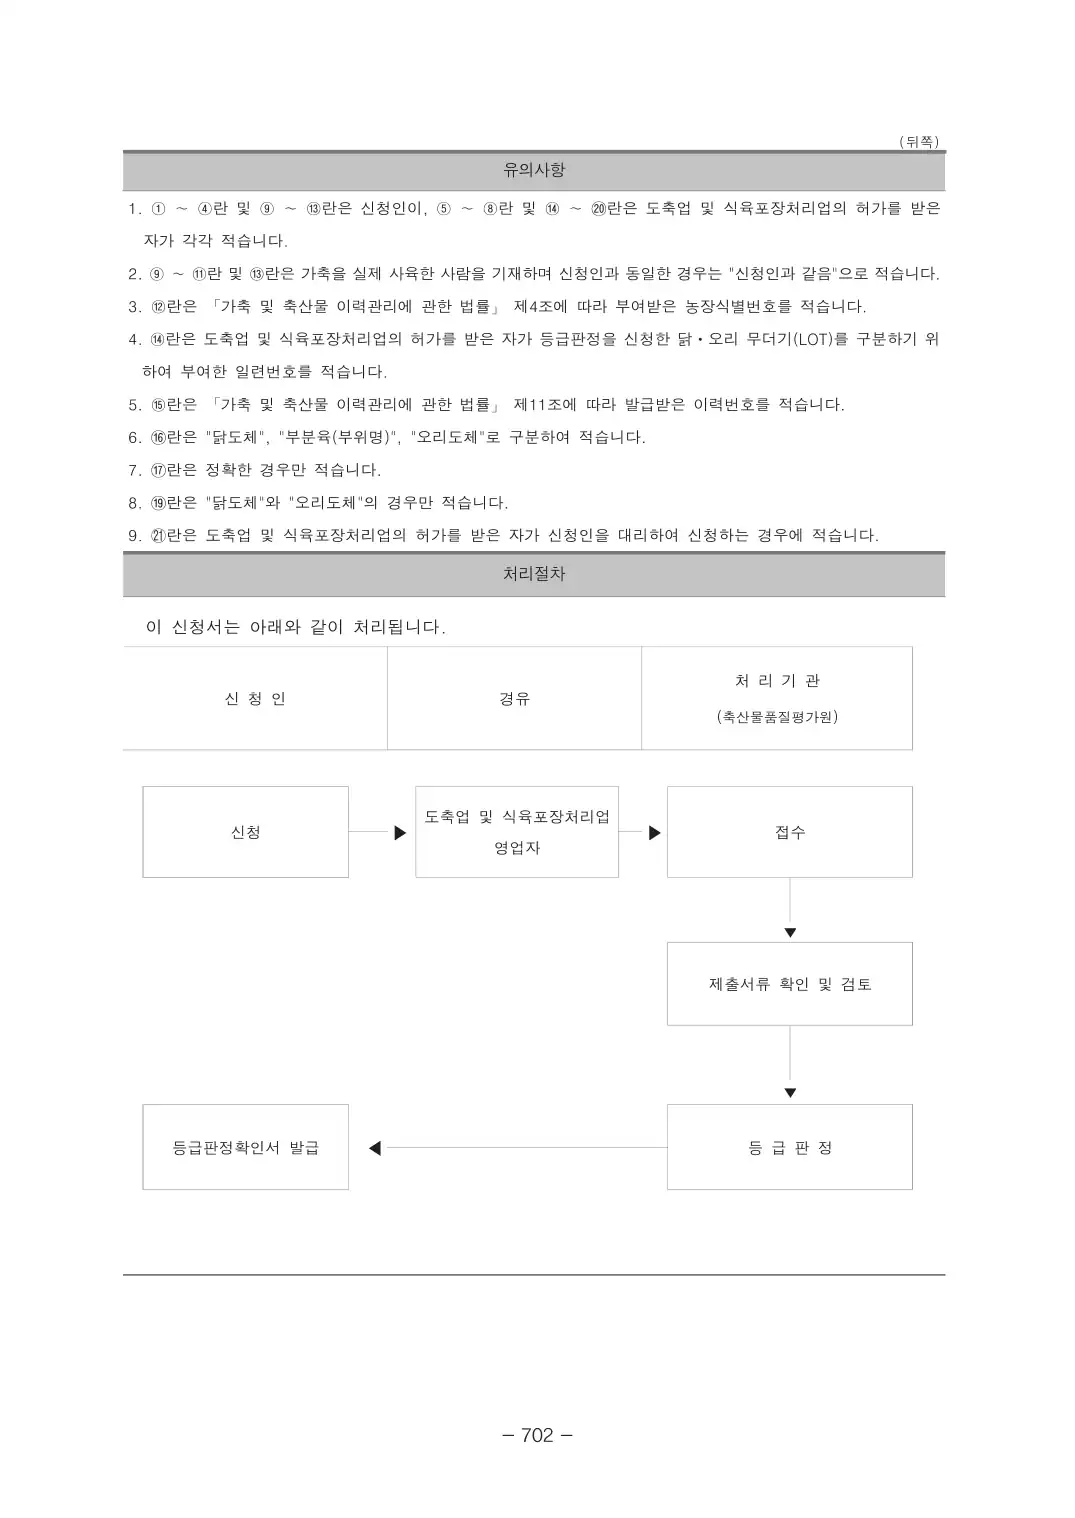 (뒤쪽)
유의사항
1. ① ~ ④란 및 ⑨ ~ ⑬란은 신청인이, ⑤ ~ ⑧란 및 ⑭ ~ ⑳란은 도축업 및 식육포장처리업의 허가를 받은
자가 각각 적습니다.
2. ⑨ ~ ⑪란 및 ⑬란은 가축을 실제 사육한 사람을 기재하며 신청인과 동일한 경우는 "신청인과 같음"으로 적습니다.
3. ⑫란은 「가축 및 축산물 이력관리에 관한 법률」 제4조에 따라 부여받은 농장식별번호를 적습니다.
4. ⑭란은 도축업 및 식육포장처리업의 허가를 받은 자가 등급판정을 신청한 닭・오리 무더기(LOT)를 구분하기 위
하여 부여한 일련번호를 적습니다.
5. ⑮란은 「가축 및 축산물 이력관리에 관한 법률」 제11조에 따라 발급받은 이력번호를 적습니다.
6. ⑯란은 "닭도체", "부분육(부위명)", "오리도체"로 구분하여 적습니다.
7. ⑰란은 정확한 경우만 적습니다.
8. ⑲란은 "닭도체"와 "오리도체"의 경우만 적습니다.
9. ㉑란은 도축업 및 식육포장처리업의 허가를 받은 자가 신청인을 대리하여 신청하는 경우에 적습니다.
처리절차
이 신청서는 아래와 같이 처리됩니다.
신 청 인
경유
처 리 기 관
(축산물품질평가원)
신청
도축업 및 식육포장처리업
영업자
접수
제출서류 확인 및 검토
등급판정확인서 발급
등 급 판 정
- 702 -